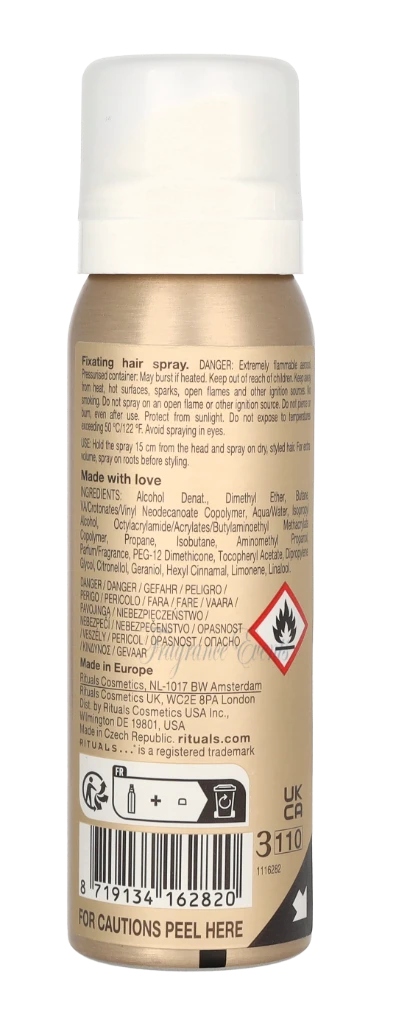 Fixating hair spray. DANGER: Extremely flammable aerosol.
Pressurised container: May burst if heated. Keep out of reach of children. Keep away
from heat, hot surfaces, sparks, open flames and other ignition sources. No
smoking. Do not spray on an open flame or other ignition source. Do not pierce or
burn, even after use. Protect from sunlight. Do not expose to temperatures
exceeding 50 °C/122 °F. Avoid spraying in eyes.
USE: Hold the spray 15 cm from the head and spray on dry, styled hair. For extra
volume, spray on roots before styling.
Made with love
INGREDIENTS: Alcohol Denat., Dimethyl Ether, Butane,
VA/Crotonates/Vinyl Neodecanoate Copolymer, Aqua/Water, Isopropyl
Alcohol, Octylacrylamide/Acrylates/Butylaminoethyl Methacrylate
Copolymer, Propane, Isobutane, Aminomethyl Propanol,
Parfum/Fragrance, PEG-12 Dimethicone, Tocopheryl Acetate, Dipropylene
Glycol, Citronellol, Geraniol, Hexyl Cinnamal, Limonene, Linalool.
DANGER / DANGER / GEFAHR / PELIGRO /
PERIGO / PERICOLO / FARA / FARE / VAARA /
PAVOJINGA / NIEBEZPIECZEŃSTWO /
NEBEZPEČÍ / NEBEZPEČENSTVO / OPASNOST
/ VESZÉLY / PERICOL / OPASNOST / ОПАСНО
/ ΚΙΝΔΥΝΟΣ / GEVAAR
Fragrance
Made in Europe
Rituals Cosmetics, NL-1017 BW Amsterdam
Rituals Cosmetics UK, WC2E 8PA London
Dist. by Rituals Cosmetics USA Inc.,
Wilmington DE 19801, USA
Made in Czech Republic. rituals.com
RITUALS... ® is a registered trademark
FR
+
UK
CA
3 110
1116262
8 719134 162820
FOR CAUTIONS PEEL HERE